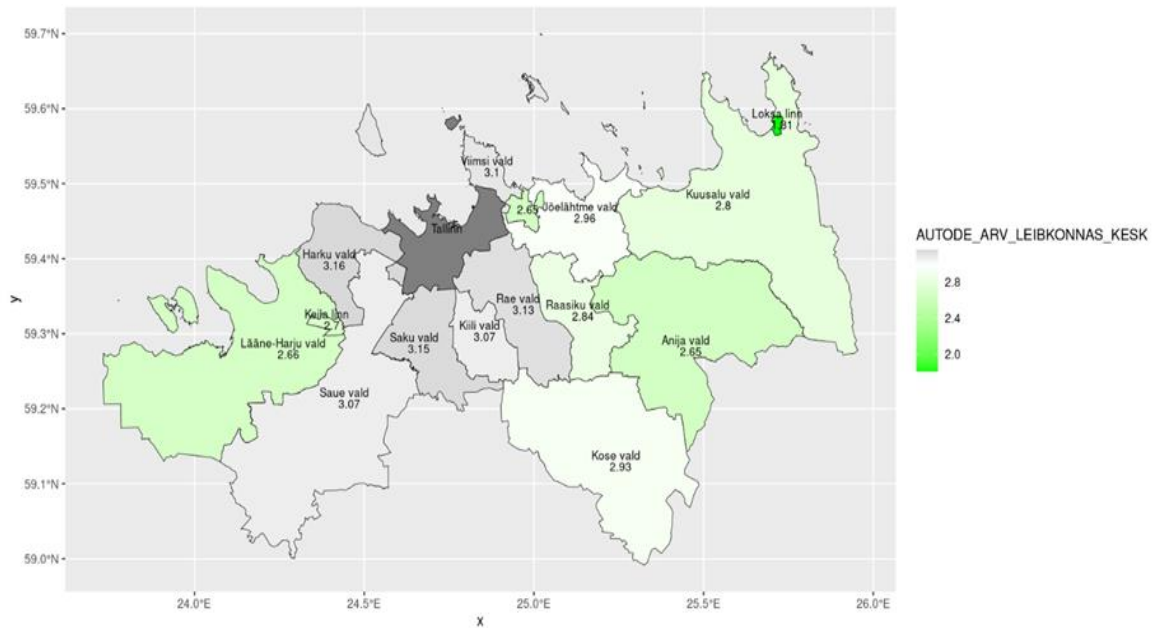 59.7°N
59.6°N
59.5°N
59.4°N
59.3°N
59.2°N
59.1°N
59.0°N
y
Loksa linn
1.81
Viimsi vald
3.1
Kuusalu vald
2.8
2.65
Jõelähtme vald
2.96
Tallinn
Harku vald
3.16
Rae vald
3.13
Raasiku vald
2.84
Keila linn
2.7
Kiili vald
3.07
Saku vald
3.15
Lääne-Harju vald
2.66
Anija vald
2.65
Saue vald
3.07
Kose vald
2.93
24.0°E
24.5°E
25.0°E
25.5°E
26.0°E
x
AUTODE_ARV_LEIBKONNAS_KESK
2.8
2.4
2.0